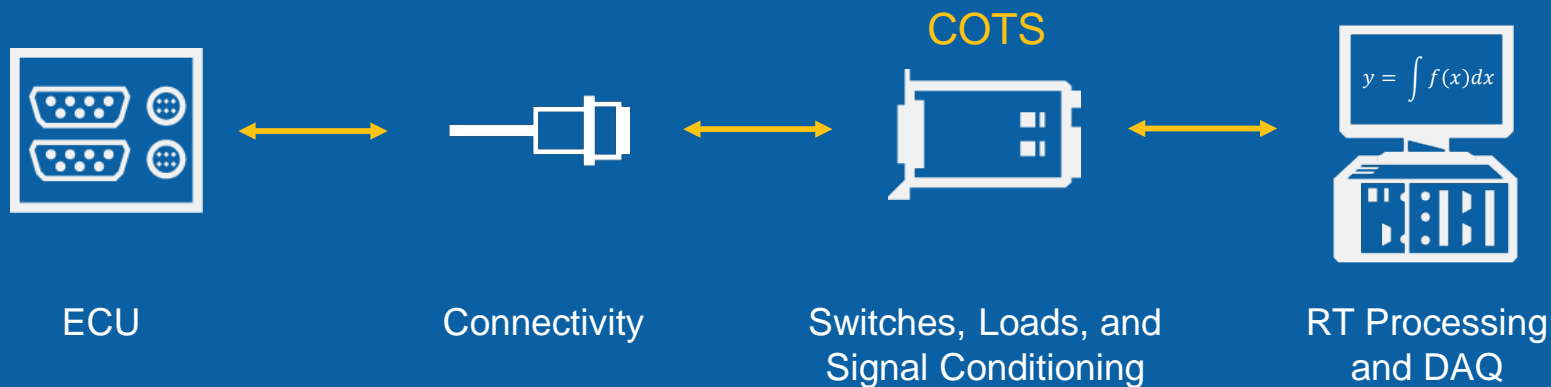 COTS
y = ∫ f(x)dx
ECU
Connectivity
Switches, Loads, and
Signal Conditioning
RT Processing
and DAQ